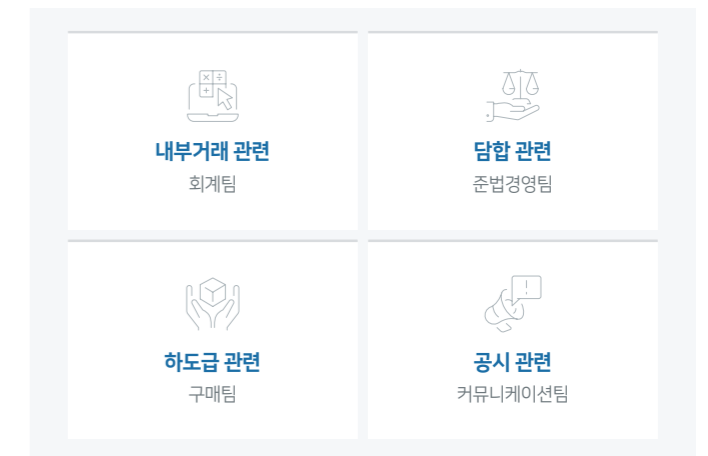 내부거래 관련
회계팀
담합 관련
준법경영팀
하도급 관련
구매팀
공시 관련
커뮤니케이션팀